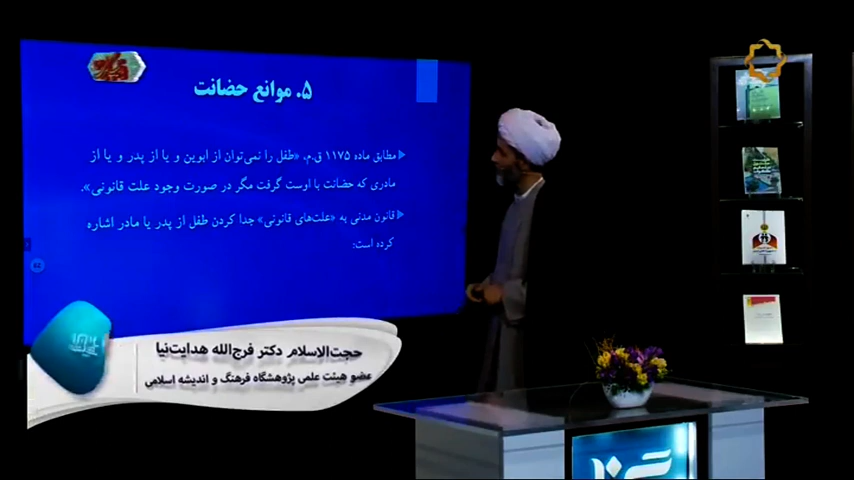 ۵. موانع حضانت
مطابق ماده ۱۱۷۵ ق.م، «طفل را نمی‌توان از ابوین و یا از پدر و یا از
مادری که حضانت با اوست گرفت مگر در صورت وجود علت قانونی».
قانون مدنی به «علت‌های قانونی» جدا کردن طفل از پدر یا مادر اشاره
کرده است:
حجت‌الاسلام دکتر فرج‌الله هدایت‌نیا
عضو هیئت علمی پژوهشگاه فرهنگ و اندیشه اسلامی